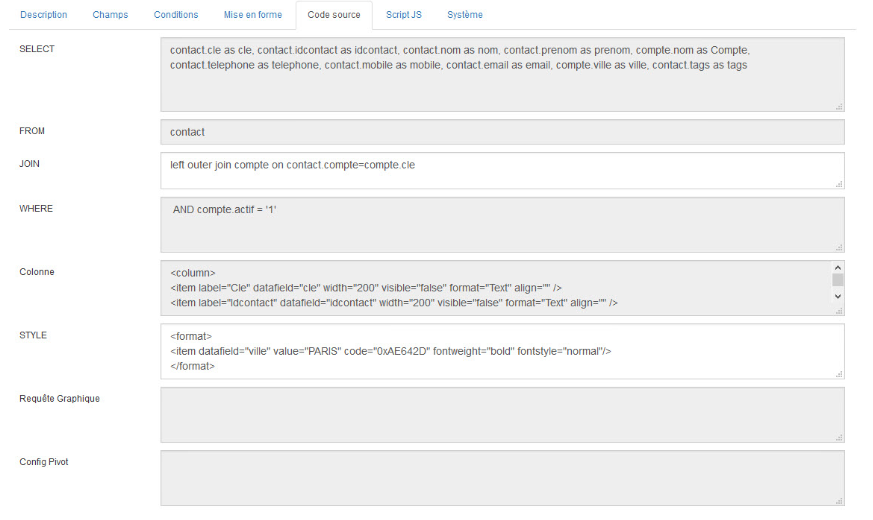 Description Champs Conditions Mise en forme Code source Script JS Système
SELECT
contact.cle as cle, contact.idcontact as idcontact, contact.nom as nom, contact.prenom as prenom, compte.nom as Compte,
contact.telephone as telephone, contact.mobile as mobile, contact.email as email, compte.ville as ville, contact.tags as tags
FROM
contact
JOIN
left outer join compte on contact.compte=compte.cle
WHERE
AND compte.actif = '1'
Colonne
<column>
<item label="Cle" datafield="cle" width="200" visible="false" format="Text" align="" />
<item label="Idcontact" datafield="idcontact" width="200" visible="false" format="Text" align="" />
STYLE
<format>
<item datafield="ville" value="PARIS" code="0xAE642D" fontweight="bold" fontstyle="normal"/>
</format>
Requête Graphique
Config Pivot